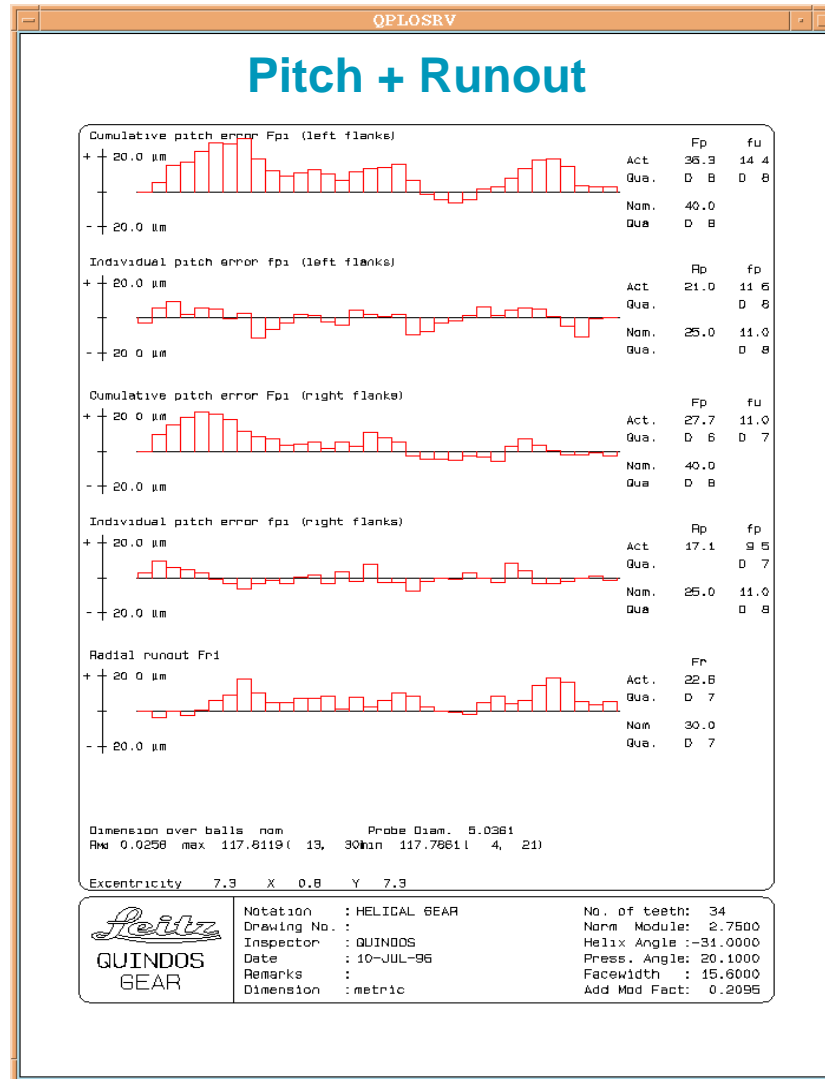 QPLOSRV
Pitch + Runout
Cumulative pitch error Fpi (left flanks)
Fp fu
+ 20.0 µm
Act 36.3 14 4
Qua. D 8 D 8
Nom. 40.0
- 20.0 µm
Qua D 8
Individual pitch error fpi (left flanks)
Rp fp
+ 20.0 µm
Act 21.0 11 6
Qua. D 8
Nom. 25.0 11.0
- 20 0 µm
Qua. D 8
Cumulative pitch error Fpi (right flanks)
Fp fu
+ 20 0 µm
Act. 27.7 11.0
Qua. D 6 D 7
Nom. 40.0
- 20.0 µm
Qua D 8
Individual pitch error fpi (right flanks)
Rp fp
+ 20.0 µm
Act 17.1 9 5
Qua. D 7
Nom. 25.0 11.0
- 20.0 µm
Qua D 8
Radial runout Fri
Fr
+ 20 0 µm
Act. 22.6
Qua. D 7
Nom 30.0
- 20.0 µm
Qua. D 7
Dimension over balls nom Probe Diam. 5.0361
Amd 0.0258 max 117.8119( 13, 30)min 117.7861( 4, 21)
Excentricity 7.3 X 0.8 Y 7.3
Leitz
QUINDOS
GEAR
Notation : HELICAL GEAR
Drawing No. :
Inspector : QUINDOS
Date : 10-JUL-96
Remarks :
Dimension : metric
No. of teeth: 34
Norm Module: 2.7500
Helix Angle :-31.0000
Press. Angle: 20.1000
Facewidth : 15.6000
Add Mod Fact: 0.2095